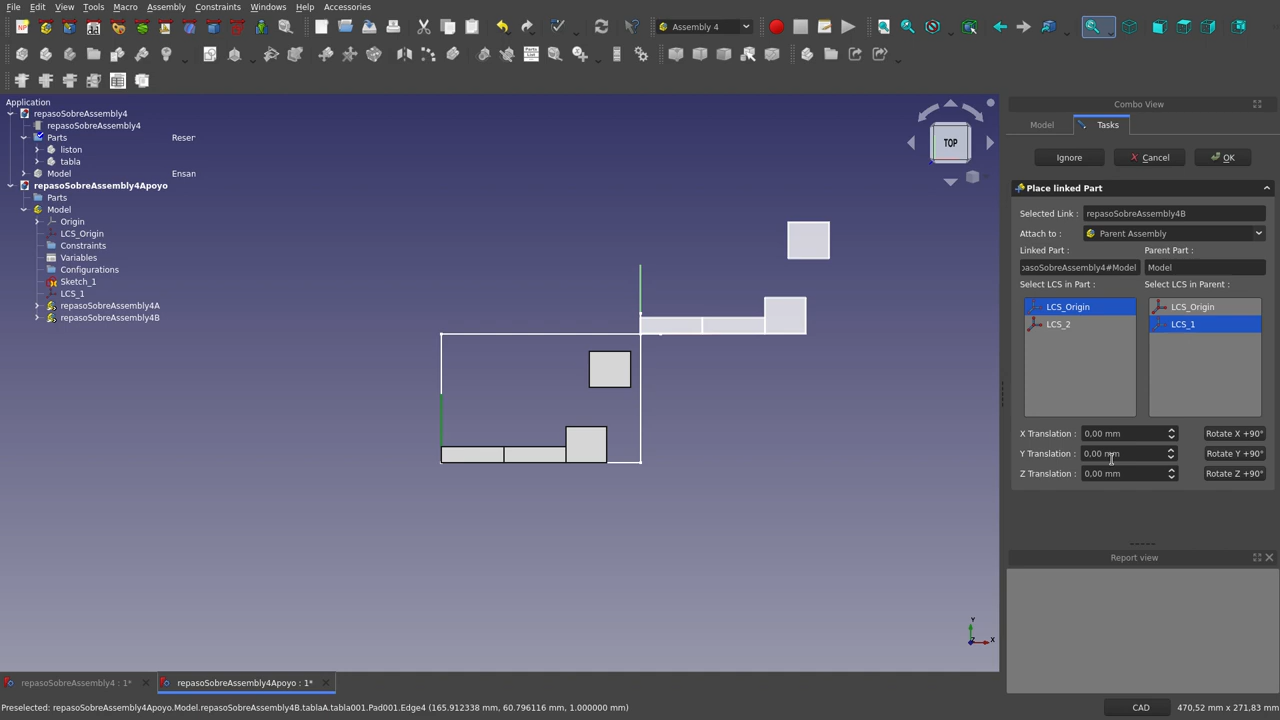 File Edit View Tools Macro Assembly Constraints Windows Help Accessories
Assembly 4
Parts List
Application
repasoSobreAssembly4
repasoSobreAssembly4
Parts Reser
liston
tabla
Model Ensan
repasoSobreAssembly4Apoyo
Parts
Model
Origin
LCS_Origin
Constraints
Variables
Configurations
Sketch_1
LCS_1
repasoSobreAssembly4A
repasoSobreAssembly4B
TOP
Y
X
Combo View
Model Tasks
Ignore Cancel OK
Place linked Part
Selected Link : repasoSobreAssembly4B
Attach to : Parent Assembly
Linked Part : Parent Part :
pasoSobreAssembly4#Model Model
Select LCS in Part : Select LCS in Parent :
LCS_Origin LCS_Origin
LCS_2 LCS_1
X Translation : 0,00 mm Rotate X +90°
Y Translation : 0,00 mm Rotate Y +90°
Z Translation : 0,00 mm Rotate Z +90°
Report view
repasoSobreAssembly4 : 1* repasoSobreAssembly4Apoyo : 1*
Preselected: repasoSobreAssembly4Apoyo.Model.repasoSobreAssembly4B.tablaA.tabla001.Pad001.Edge4 (165.912338 mm, 60.796116 mm, 1.000000 mm) CAD 470,52 mm x 271,83 mm